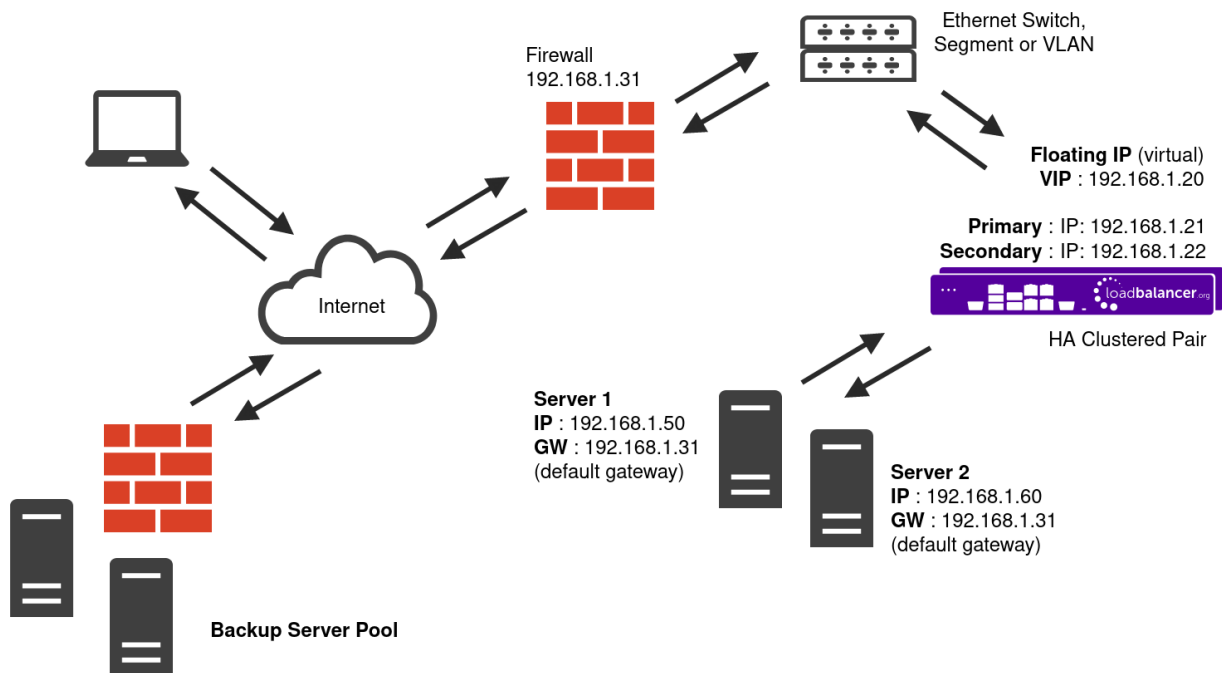 Ethernet Switch,
Segment or VLAN
Firewall
192.168.1.31
Floating IP (virtual)
VIP : 192.168.1.20
Primary : IP: 192.168.1.21
Secondary : IP: 192.168.1.22
loadbalancer.org
HA Clustered Pair
Internet
Server 1
IP : 192.168.1.50
GW : 192.168.1.31
(default gateway)
Server 2
IP : 192.168.1.60
GW : 192.168.1.31
(default gateway)
Backup Server Pool